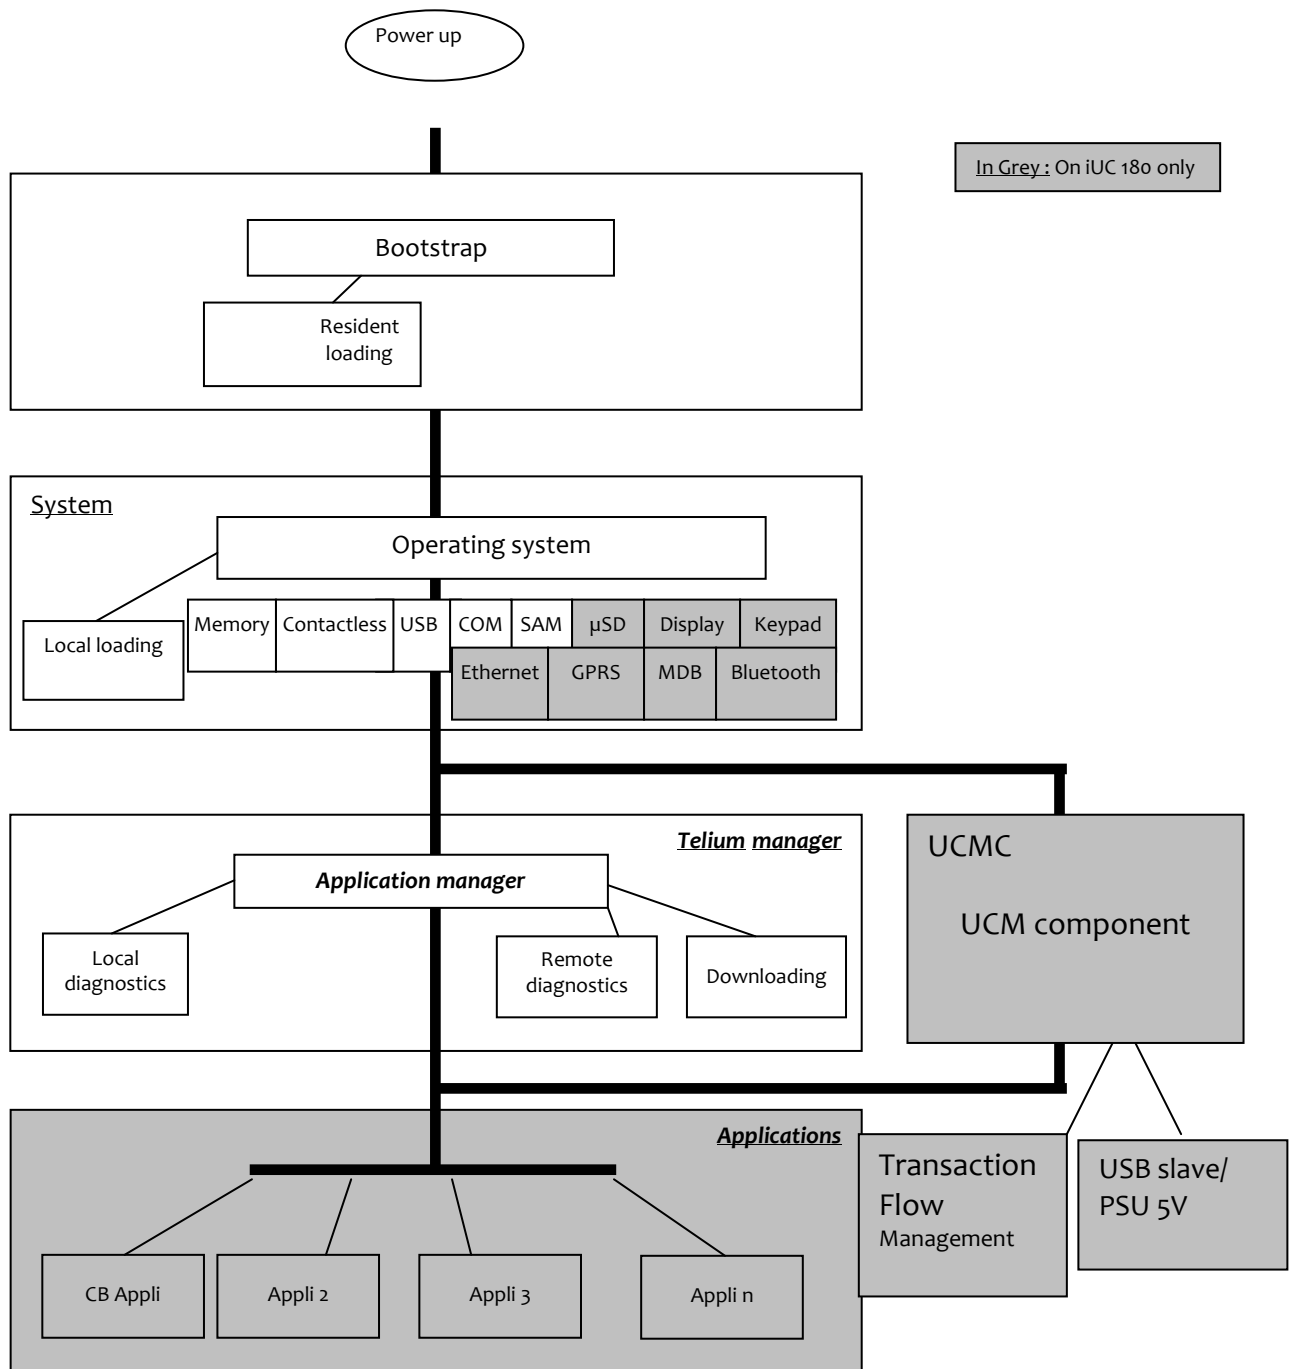 Power up
In Grey : On iUC 180 only
Bootstrap
Resident
loading
System
Operating system
Local loading
Memory
Contactless
USB
COM
SAM
µSD
Display
Keypad
Ethernet
GPRS
MDB
Bluetooth
Telium manager
Application manager
Local
diagnostics
Remote
diagnostics
Downloading
UCMC
UCM component
Applications
CB Appli
Appli 2
Appli 3
Appli n
Transaction
Flow
Management
USB slave/
PSU 5V